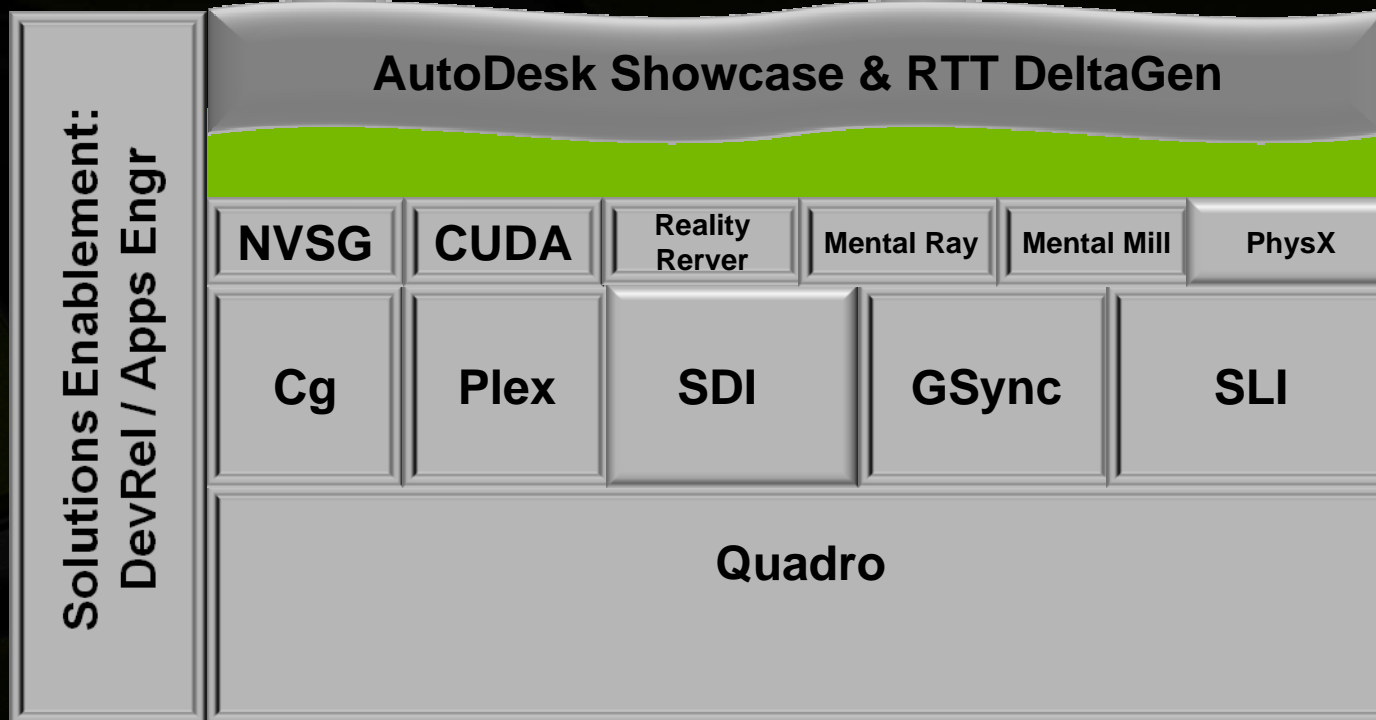 Solutions Enablement:
DevRel / Apps Engr
AutoDesk Showcase & RTT DeltaGen
NVSG
CUDA
Reality
Rerver
Mental Ray
Mental Mill
PhysX
Cg
Plex
SDI
GSync
SLI
Quadro